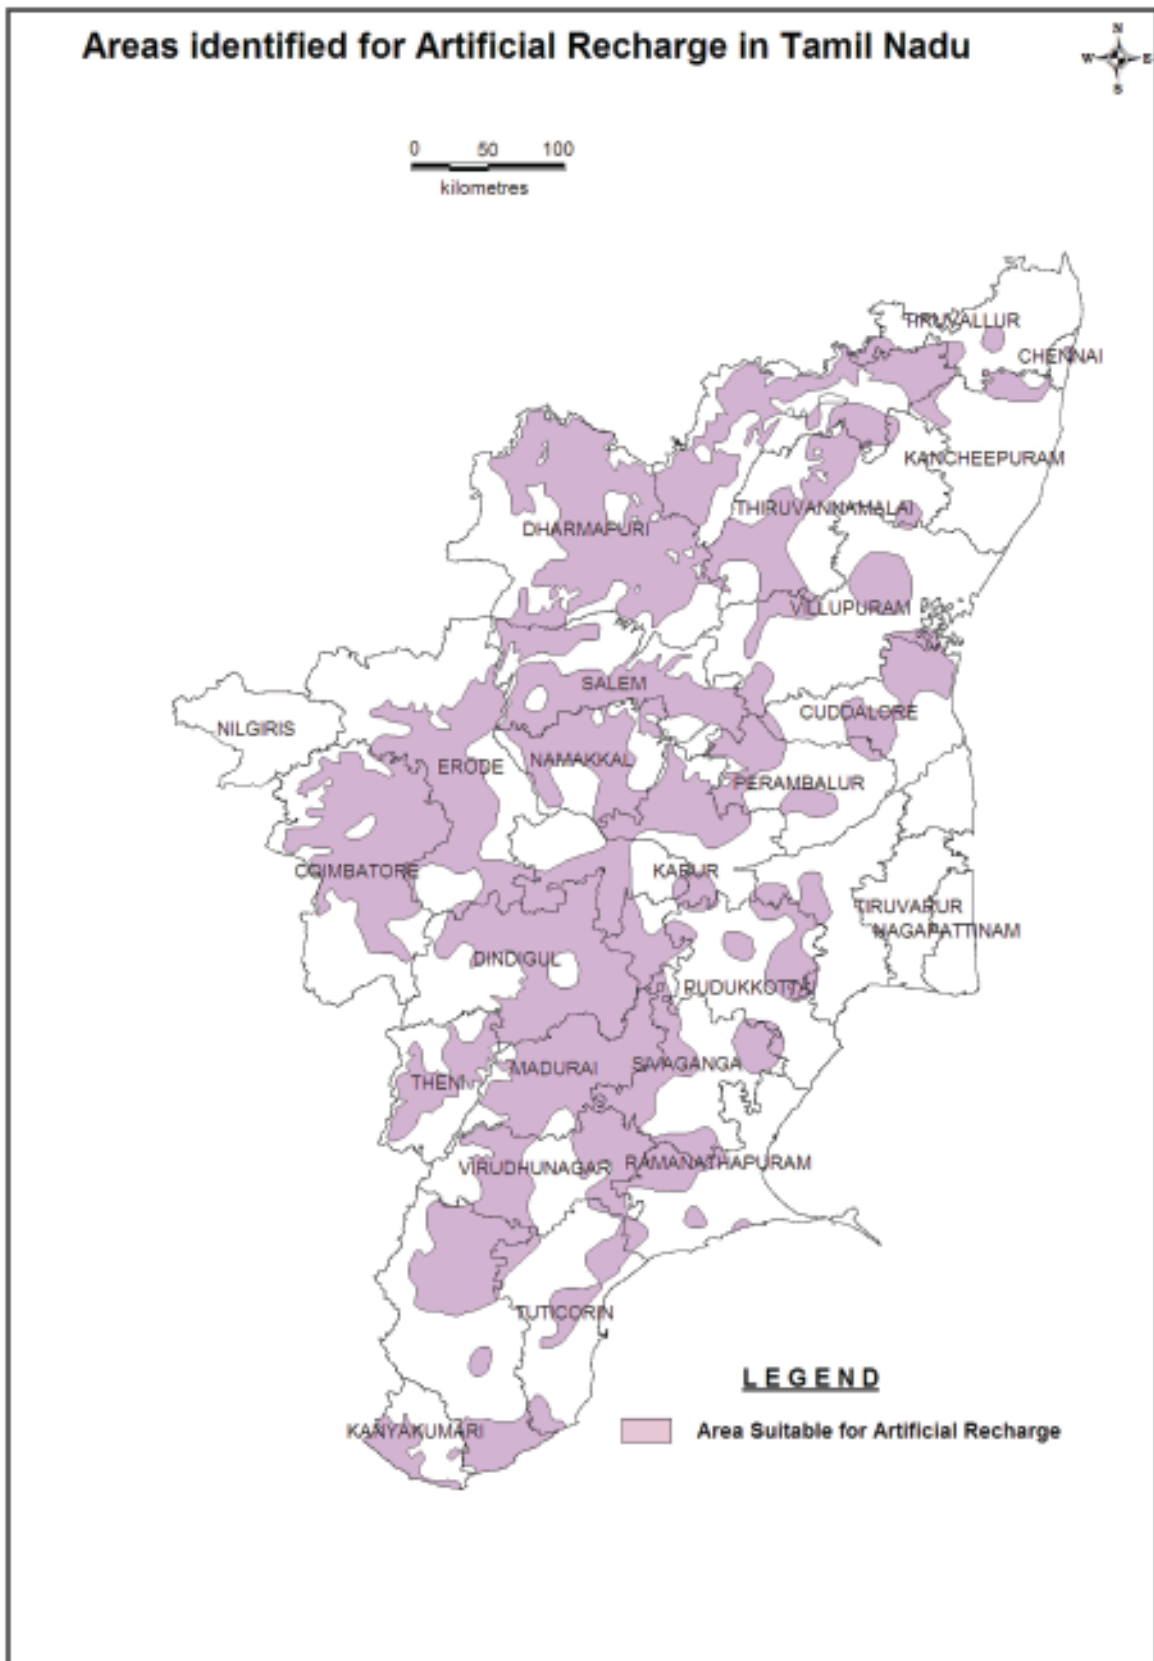 Areas identified for Artificial Recharge in Tamil Nadu
N
W E
S
0 50 100
kilometres
TIRUVALLUR
CHENNAI
KANCHEEPURAM
THIRUVANNAMALAI
DHARMAPURI
VILLUPURAM
SALEM
CUDDALORE
NILGIRIS
NAMAKKAL
ERODE
PERAMBALUR
COIMBATORE
KARUR
TIRUVARUR
NAGAPATTINAM
DINDIGUL
PUDUKKOTTAI
MADURAI
SIVAGANGA
THENI
VIRUDHUNAGAR
RAMANATHAPURAM
TUTICORIN
LEGEND
KANYAKUMARI
Area Suitable for Artificial Recharge